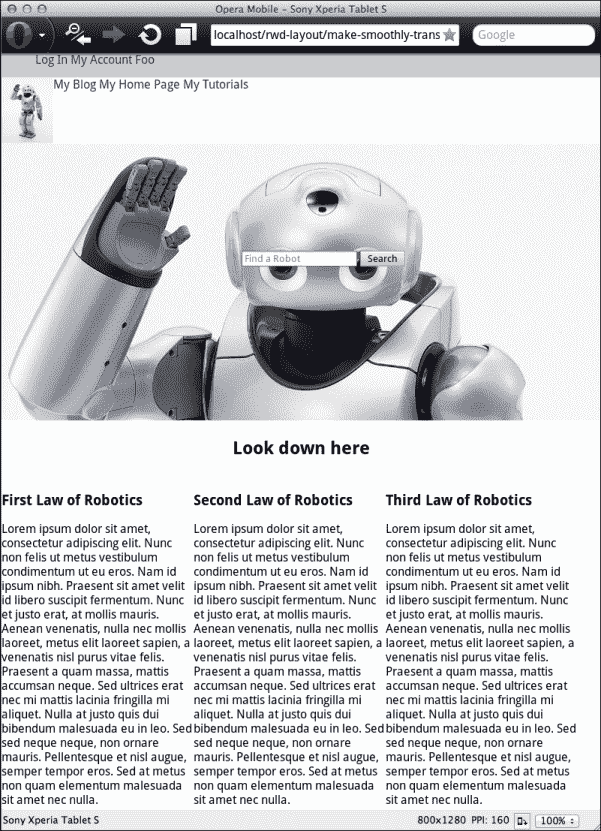 Opera Mobile - Sony Xperia Tablet S
localhost/rwd-layout/make-smoothly-trans
Google
Log In My Account Foo
My Blog My Home Page My Tutorials
Find a Robot
Search
Look down here
First Law of Robotics
Lorem ipsum dolor sit amet,
consectetur adipiscing elit. Nunc
non felis ut metus vestibulum
condimentum ut eu eros. Nam id
ipsum nibh. Praesent sit amet velit
id libero suscipit fermentum. Nunc
et justo erat, at mollis mauris.
Aenean venenatis, nulla nec mollis
laoreet, metus elit laoreet sapien, a
venenatis nisl purus vitae felis.
Praesent a quam massa, mattis
accumsan neque. Sed ultrices erat
nec mi mattis lacinia fringilla mi
aliquet. Nulla at justo quis dui
bibendum malesuada eu in leo. Sed
sed neque neque, non ornare
mauris. Pellentesque et nisl augue,
semper tempor eros. Sed at metus
non quam elementum malesuada
sit amet nec nulla.
Second Law of Robotics
Lorem ipsum dolor sit amet,
consectetur adipiscing elit. Nunc
non felis ut metus vestibulum
condimentum ut eu eros. Nam id
ipsum nibh. Praesent sit amet velit
id libero suscipit fermentum. Nunc
et justo erat, at mollis mauris.
Aenean venenatis, nulla nec mollis
laoreet, metus elit laoreet sapien, a
venenatis nisl purus vitae felis.
Praesent a quam massa, mattis
accumsan neque. Sed ultrices erat
nec mi mattis lacinia fringilla mi
aliquet. Nulla at justo quis dui
bibendum malesuada eu in leo. Sed
sed neque neque, non ornare
mauris. Pellentesque et nisl augue,
semper tempor eros. Sed at metus
non quam elementum malesuada
sit amet nec nulla.
Third Law of Robotics
Lorem ipsum dolor sit amet,
consectetur adipiscing elit. Nunc
non felis ut metus vestibulum
condimentum ut eu eros. Nam id
ipsum nibh. Praesent sit amet velit
id libero suscipit fermentum. Nunc
et justo erat, at mollis mauris.
Aenean venenatis, nulla nec mollis
laoreet, metus elit laoreet sapien, a
venenatis nisl purus vitae felis.
Praesent a quam massa, mattis
accumsan neque. Sed ultrices erat
nec mi mattis lacinia fringilla mi
aliquet. Nulla at justo quis dui
bibendum malesuada eu in leo. Sed
sed neque neque, non ornare
mauris. Pellentesque et nisl augue,
semper tempor eros. Sed at metus
non quam elementum malesuada
sit amet nec nulla.
Sony Xperia Tablet S
800x1280 PPI: 160
100%